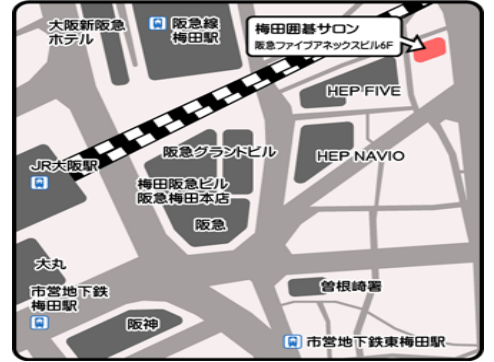 大阪新阪急
ホテル
阪急線
梅田駅
梅田囲碁サロン
阪急ファイブアネックスビル6F
HEP FIVE
阪急グランドビル
HEP NAVIO
JR大阪駅
梅田阪急ビル
阪急梅田本店
阪急
大丸
市営地下鉄
梅田駅
曽根崎署
阪神
市営地下鉄東梅田駅